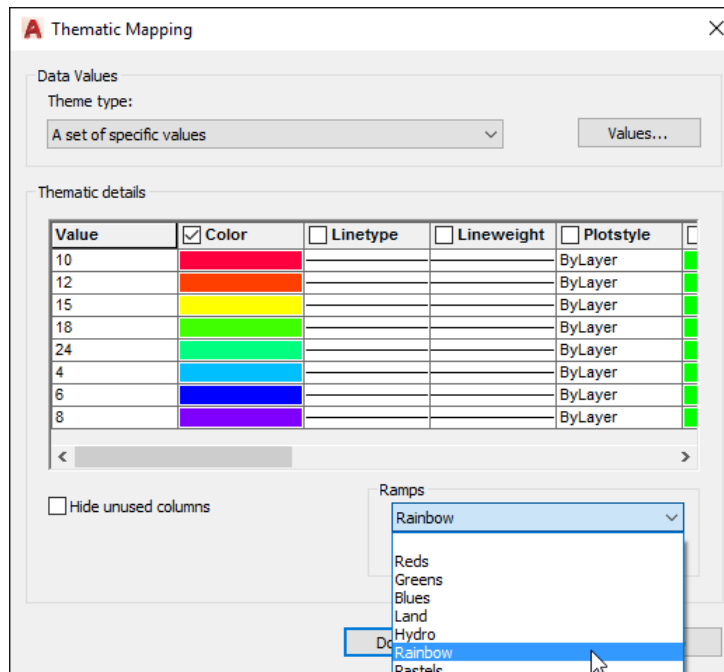 Thematic Mapping
Data Values
Theme type:
A set of specific values
Values...
Thematic details
Value Color Linetype Lineweight Plotstyle
10 ByLayer
12 ByLayer
15 ByLayer
18 ByLayer
24 ByLayer
4 ByLayer
6 ByLayer
8 ByLayer
Hide unused columns
Ramps
Rainbow
Reds
Greens
Blues
Land
Hydro
Rainbow
Pastels